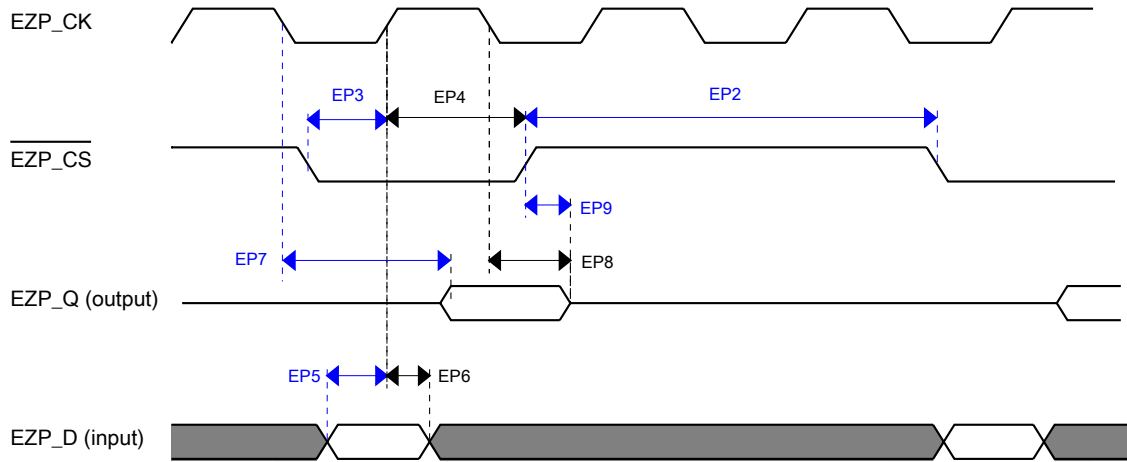 EZP_CK
EP3
EP4
EP2
EZP_CS
EP9
EP7
EP8
EZP_Q (output)
EP5
EP6
EZP_D (input)